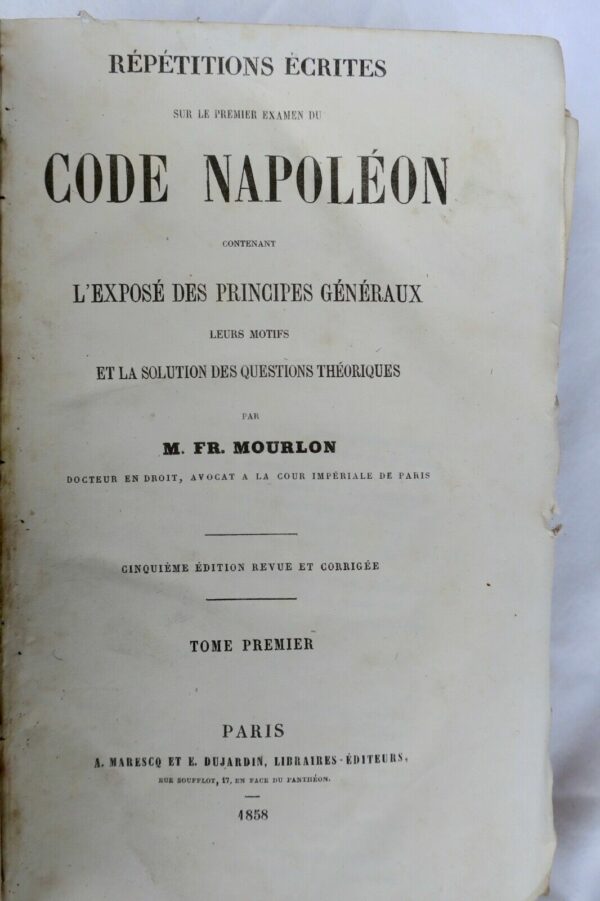 RÉPÉTITIONS ÉCRITES
SUR LE PREMIER EXAMEN DU
CODE NAPOLÉON
CONTENANT
L'EXPOSÉ DES PRINCIPES GÉNÉRAUX
LEURS MOTIFS
ET LA SOLUTION DES QUESTIONS THÉORIQUES
PAR
M. FR. MOURLON
DOCTEUR EN DROIT, AVOCAT A LA COUR IMPÉRIALE DE PARIS
CINQUIÈME ÉDITION REVUE ET CORRIGÉE
TOME PREMIER
PARIS
A. MARESCQ ET E. DUJARDIN, LIBRAIRES-ÉDITEURS,
RUE SOUFFLOT, 17, EN FACE DU PANTHÉON.
1858